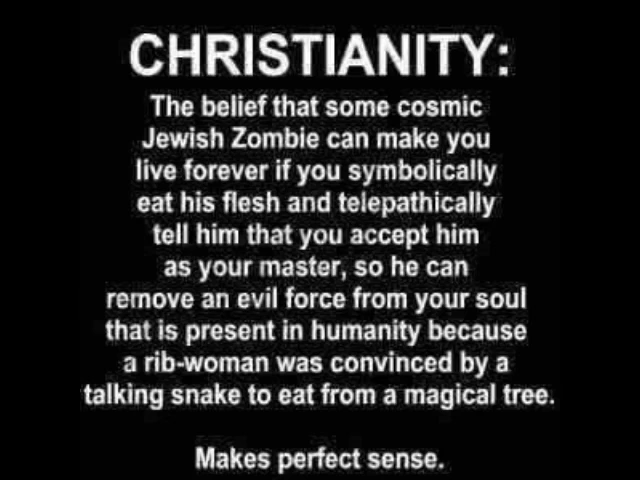 CHRISTIANITY:
The belief that some cosmic
Jewish Zombie can make you
live forever if you symbolically
eat his flesh and telepathically
tell him that you accept him
as your master, so he can
remove an evil force from your soul
that is present in humanity because
a rib-woman was convinced by a
talking snake to eat from a magical tree.
Makes perfect sense.